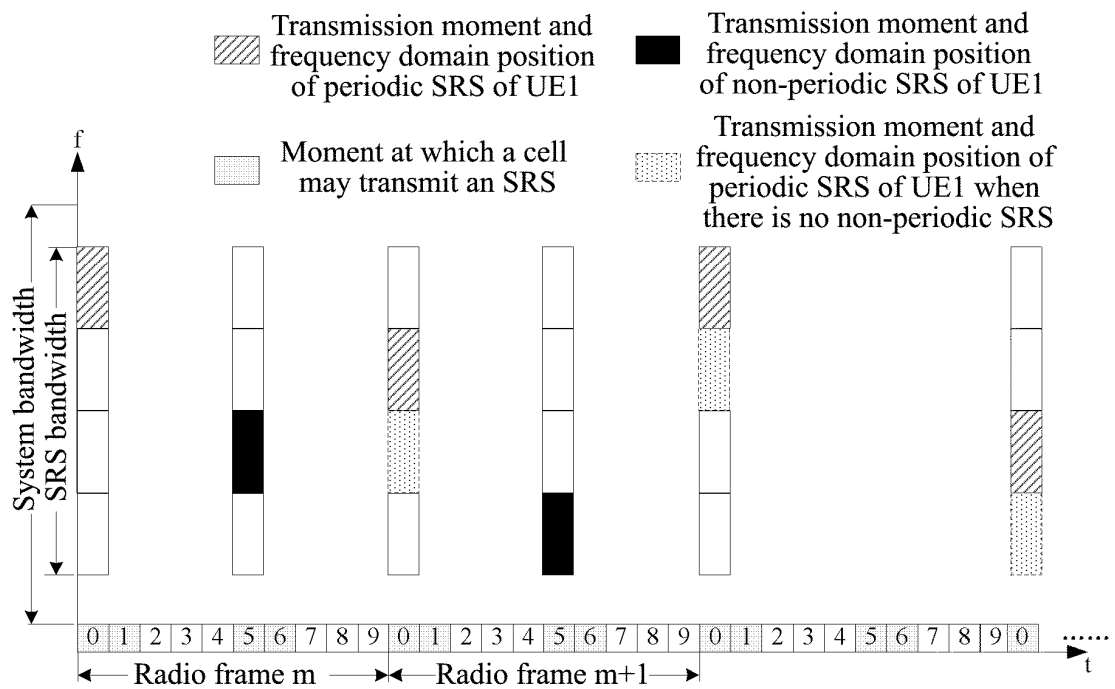 Transmission moment and
frequency domain position
of periodic SRS of UE1
Transmission moment and
frequency domain position
of non-periodic SRS of UE1
Moment at which a cell
may transmit an SRS
Transmission moment and
frequency domain position of
periodic SRS of UE1 when
there is no non-periodic SRS
f
System bandwidth
SRS bandwidth
0 1 2 3 4 5 6 7 8 9 0 1 2 3 4 5 6 7 8 9 0 1 2 3 4 5 6 7 8 9 0 ......
t
Radio frame m
Radio frame m+1